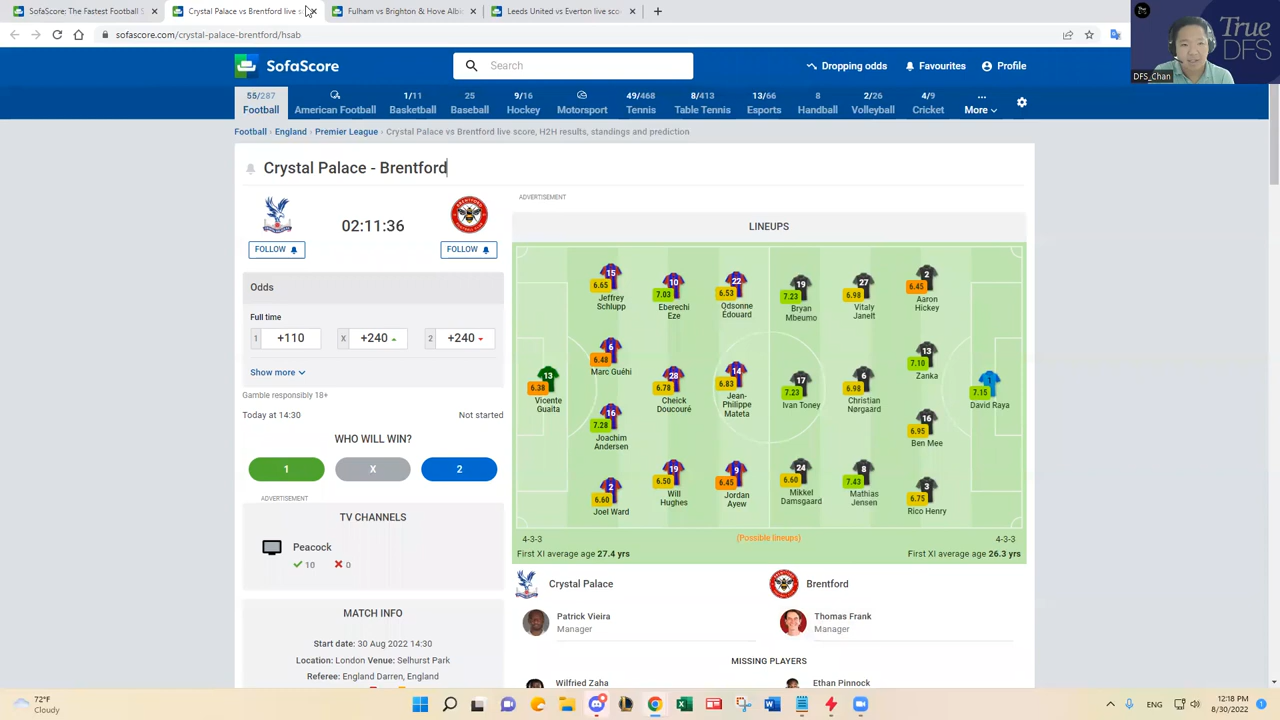 SofaScore: The Fastest Football S
Crystal Palace vs Brentford live s
Fulham vs Brighton & Hove Albi
Leeds United vs Everton live score
sofascore.com/crystal-palace-brentford/hsab
True
DFS
DFS_Chan
SofaScore
Search
Dropping odds
Favourites
Profile
55/287
1/11
25
9/16
49/468
8/413
13/66
8
2/26
4/9
...
Football
American Football
Basketball
Baseball
Hockey
Motorsport
Tennis
Table Tennis
Esports
Handball
Volleyball
Cricket
More
Football
England
Premier League
Crystal Palace vs Brentford live score, H2H results, standings and prediction
Crystal Palace - Brentford
02:11:36
FOLLOW
FOLLOW
Odds
Full time
1
+110
X
+240
2
+240
Show more
Gamble responsibly 18+
Today at 14:30
Not started
WHO WILL WIN?
1
X
2
ADVERTISEMENT
TV CHANNELS
Peacock
10
0
MATCH INFO
Start date: 30 Aug 2022 14:30
Location: London Venue: Selhurst Park
Referee: England Darren, England
ADVERTISEMENT
LINEUPS
13
6.38
Vicente
Guaita
15
6.65
Jeffrey
Schlupp
6
6.48
Marc Guéhi
16
7.28
Joachim
Andersen
2
6.60
Joel Ward
10
7.03
Eberechi
Eze
28
6.78
Cheick
Doucouré
19
6.50
Will
Hughes
22
6.53
Odsonne
Édouard
14
6.83
Jean-
Philippe
Mateta
9
6.45
Jordan
Ayew
19
7.23
Bryan
Mbeumo
17
7.23
Ivan Toney
24
6.60
Mikkel
Damsgaard
27
6.98
Vitaly
Janelt
6
6.98
Christian
Nørgaard
8
7.43
Mathias
Jensen
2
6.45
Aaron
Hickey
13
7.10
Zanka
16
6.95
Ben Mee
3
6.75
Rico Henry
1
7.15
David Raya
4-3-3
(Possible lineups)
4-3-3
First XI average age 27.4 yrs
First XI average age 26.3 yrs
Crystal Palace
Brentford
Patrick Vieira
Manager
Thomas Frank
Manager
MISSING PLAYERS
Wilfried Zaha
Ethan Pinnock
72°F
Cloudy
12:18 PM
8/30/2022